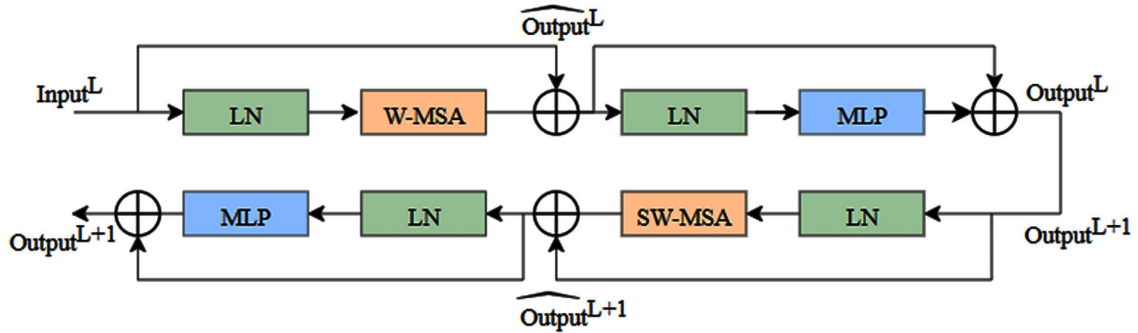 Output^L
Input^L
LN
W-MSA
LN
MLP
Output^L
MLP
LN
SW-MSA
LN
Output^L+1
Output^L+1
Output^L+1